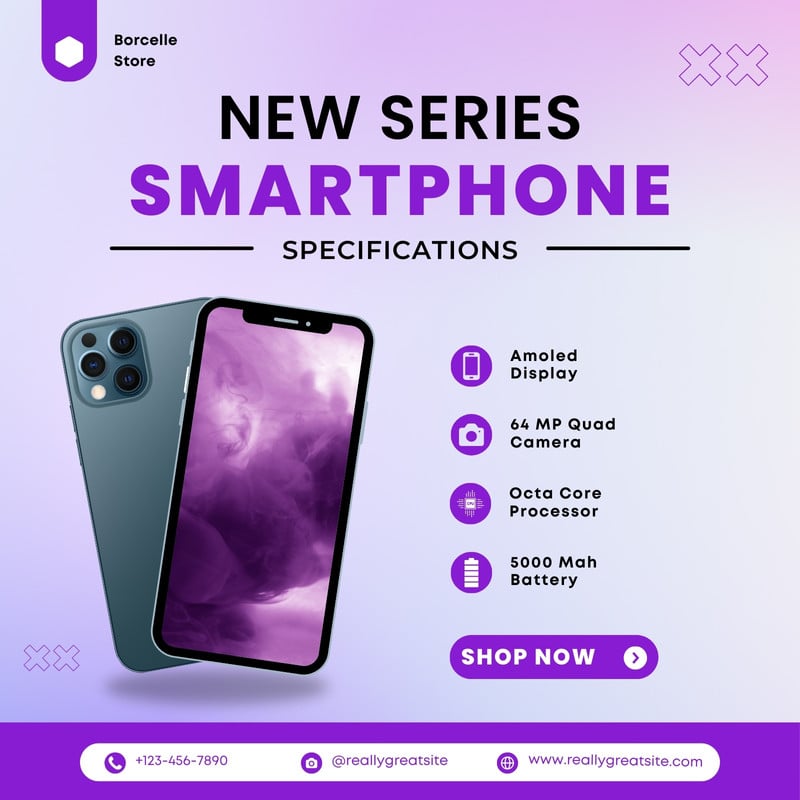 Borcelle
Store
NEW SERIES
SMARTPHONE
SPECIFICATIONS
Amoled
Display
64 MP Quad
Camera
Octa Core
Processor
5000 Mah
Battery
SHOP NOW
+123-456-7890
@reallygreatsite
www.reallygreatsite.com